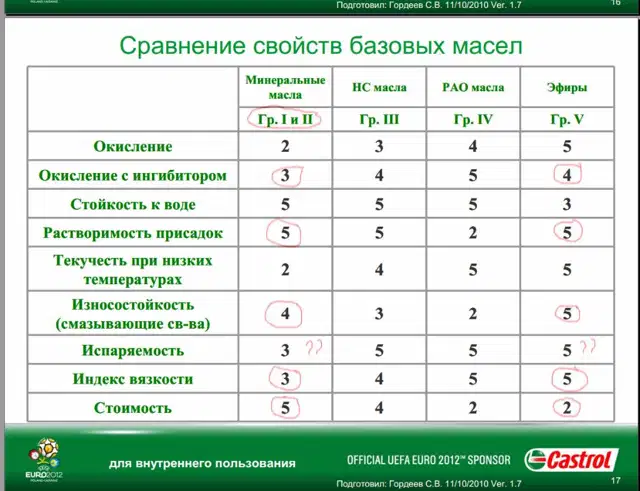 Подготовил: Гордеев С.В. 11/10/2010 Ver. 1.7
16
Сравнение свойств базовых масел
Минеральные масла НС масла РАО масла Эфиры
Гр. I и II Гр. III Гр. IV Гр. V
Окисление 2 3 4 5
Окисление с ингибитором 3 4 5 4
Стойкость к воде 5 5 5 3
Растворимость присадок 5 5 2 5
Текучесть при низких температурах 2 4 5 5
Износостойкость (смазывающие св-ва) 4 3 2 5
Испаряемость 3 ?? 5 5 5 ??
Индекс вязкости 3 4 5 5
Стоимость 5 4 2 2
EURO2012
для внутреннего пользования
OFFICIAL UEFA EURO 2012™ SPONSOR
Castrol
Подготовил: Гордеев С.В. 11/10/2010 Ver. 1.7
17